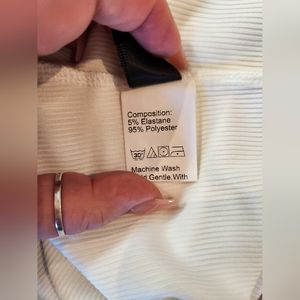 Composition:
5% Elastane
95% Polyester
30°
Machine Wash
Gentle,With